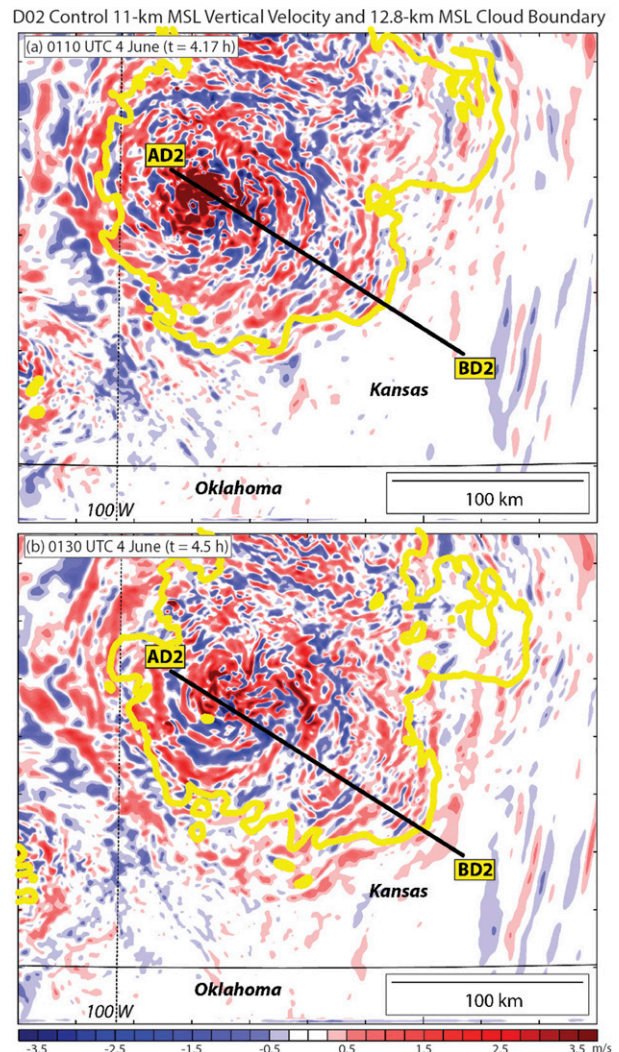 D02 Control 11-km MSL Vertical Velocity and 12.8-km MSL Cloud Boundary
(a) 0110 UTC 4 June (t = 4.17 h)
AD2
BD2
Kansas
Oklahoma
100 km
100 W
(b) 0130 UTC 4 June (t = 4.5 h)
AD2
BD2
Kansas
Oklahoma
100 km
100 W
-3.5 -2.5 -1.5 -0.5 0.5 1.5 2.5 3.5 m/s